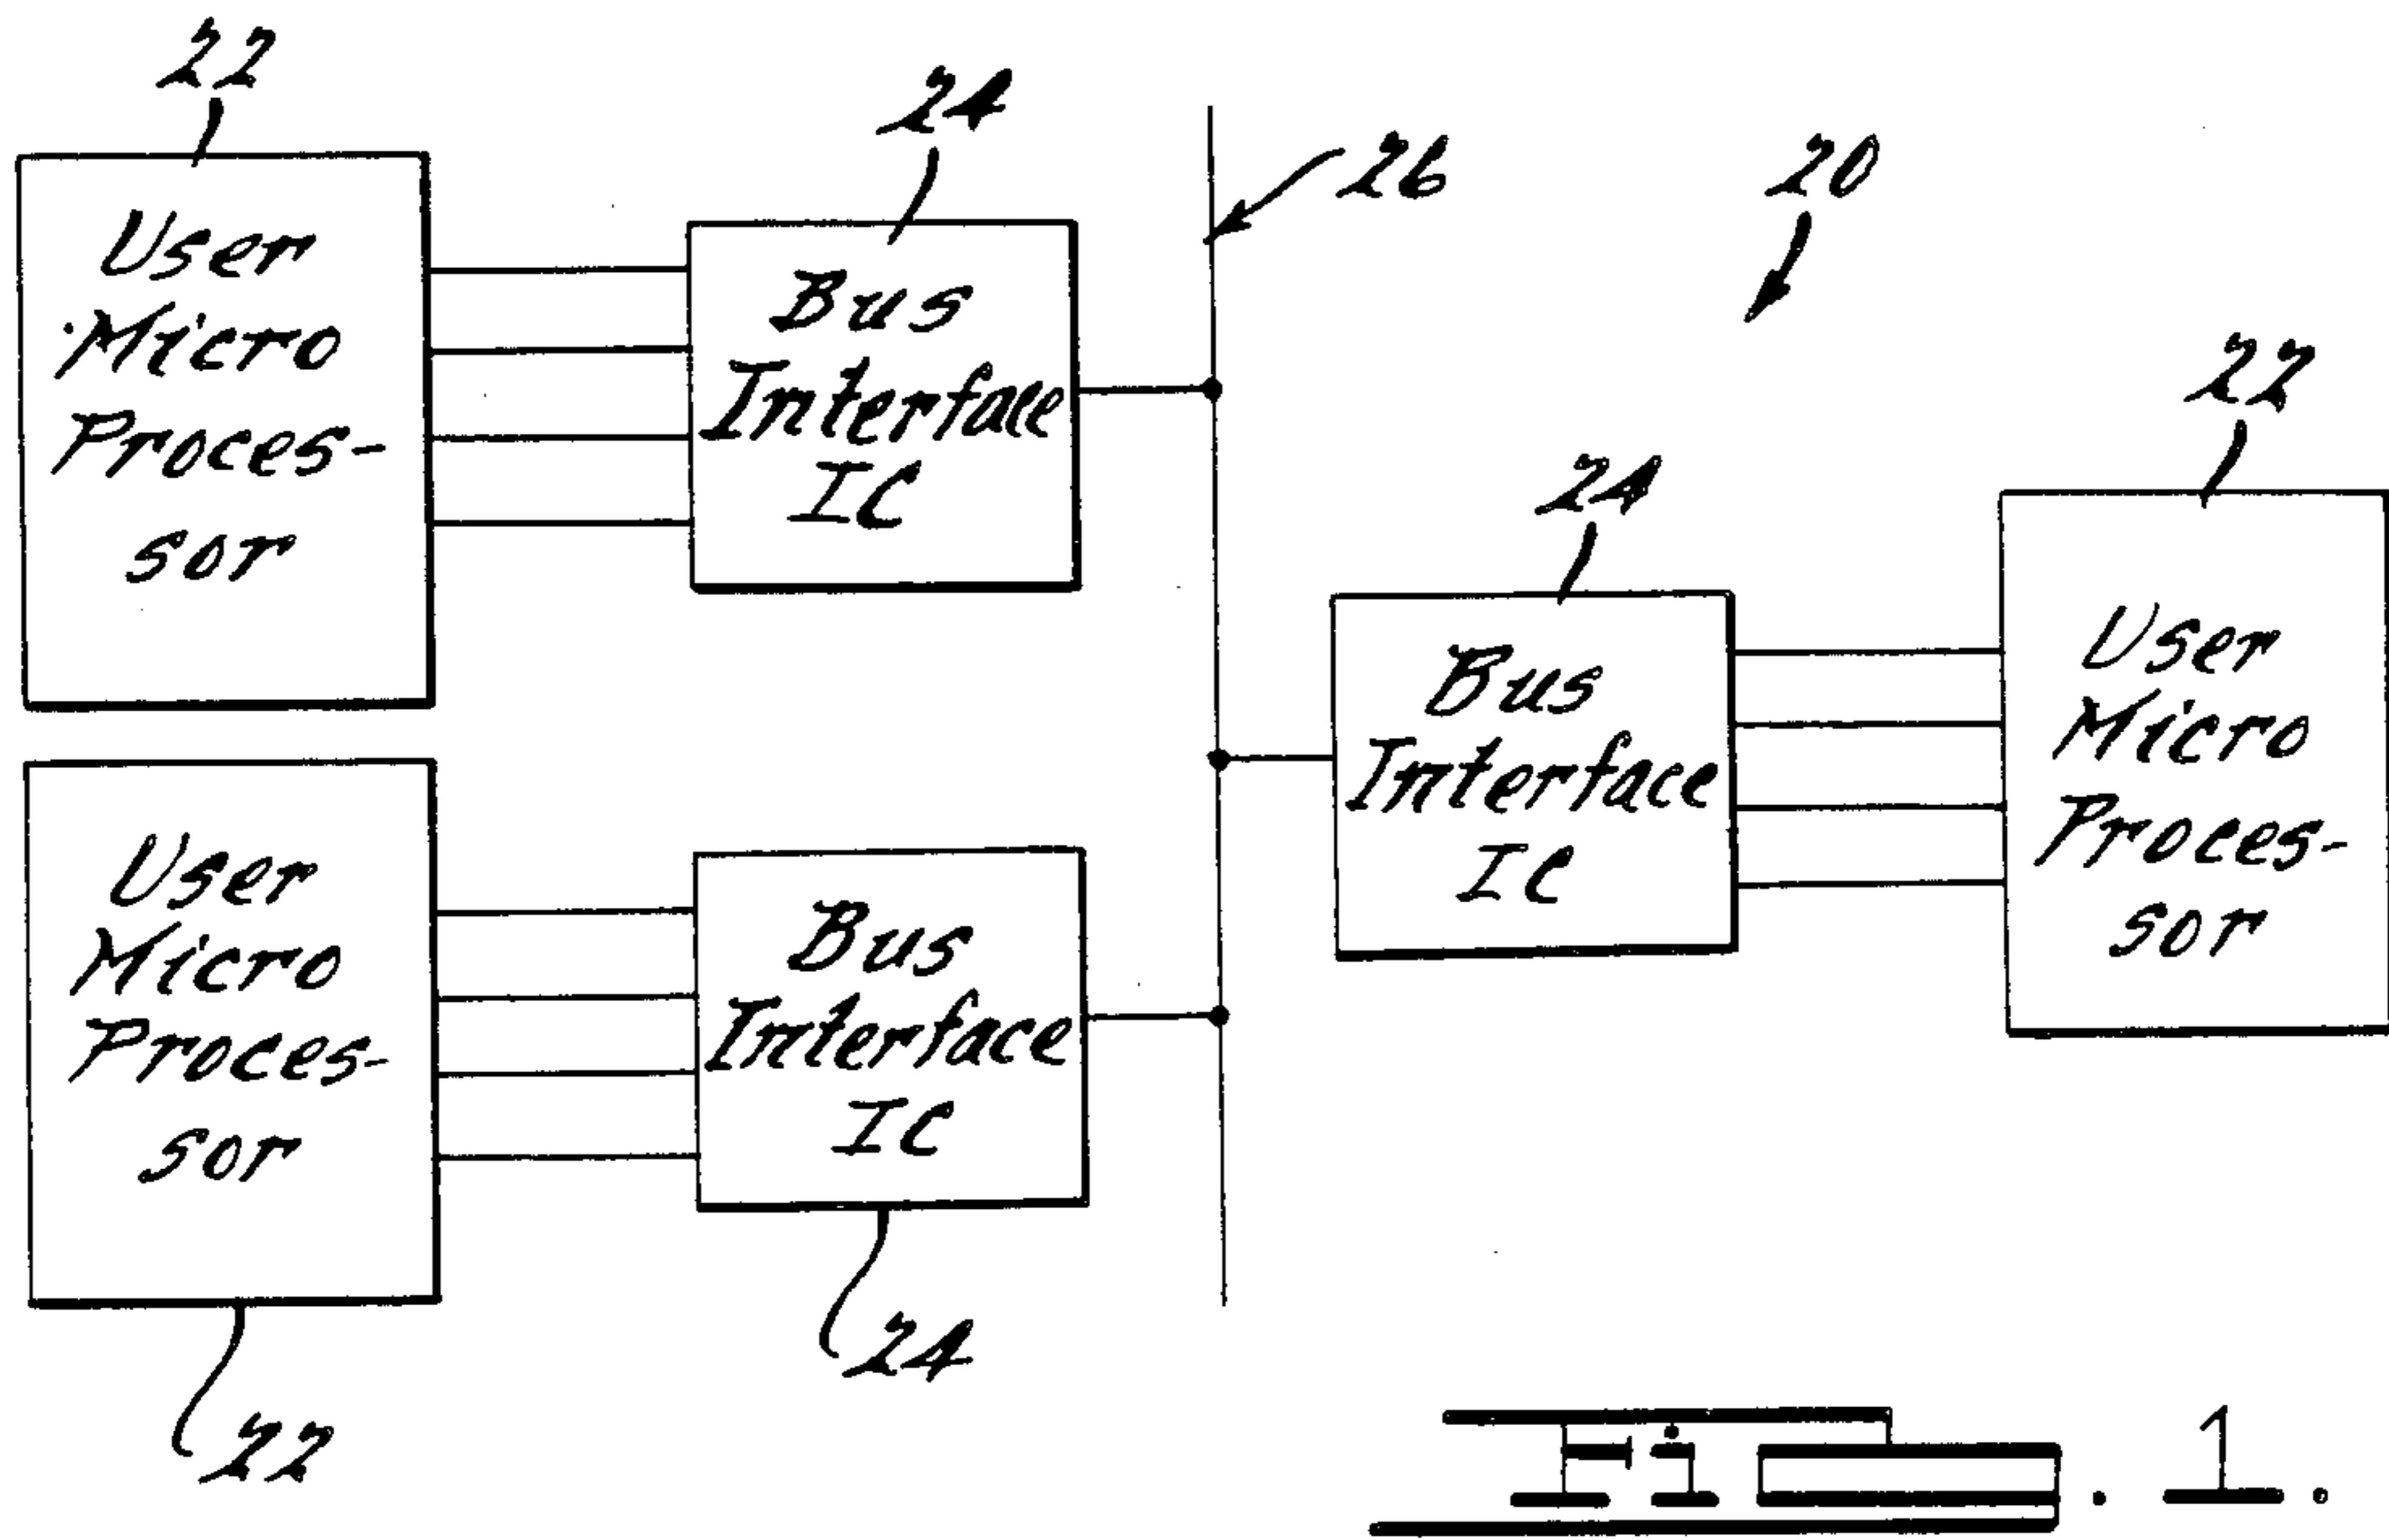 22
24
26
20
User
Micro
Proces-
sor
Bus
Interface
IC
22
24
User
Micro
Proces-
sor
Bus
Interface
IC
User
Micro
Proces-
sor
Bus
Interface
IC
24
22
Fig. 1.